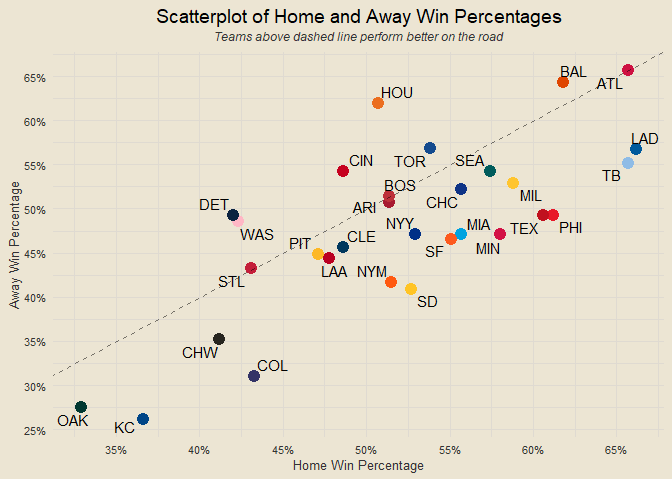 Scatterplot of Home and Away Win Percentages
Teams above dashed line perform better on the road
65%
60%
55%
50%
45%
40%
35%
30%
25%
Away Win Percentage
BAL
ATL
HOU
LAD
TOR
SEA
CIN
TB
BOS
MIL
ARI
CHC
DET
NYY
MIA
TEX
PHI
WAS
PIT
CLE
SF
MIN
LAA
NYM
STL
SD
CHW
COL
OAK
KC
35%
40%
45%
50%
55%
60%
65%
Home Win Percentage